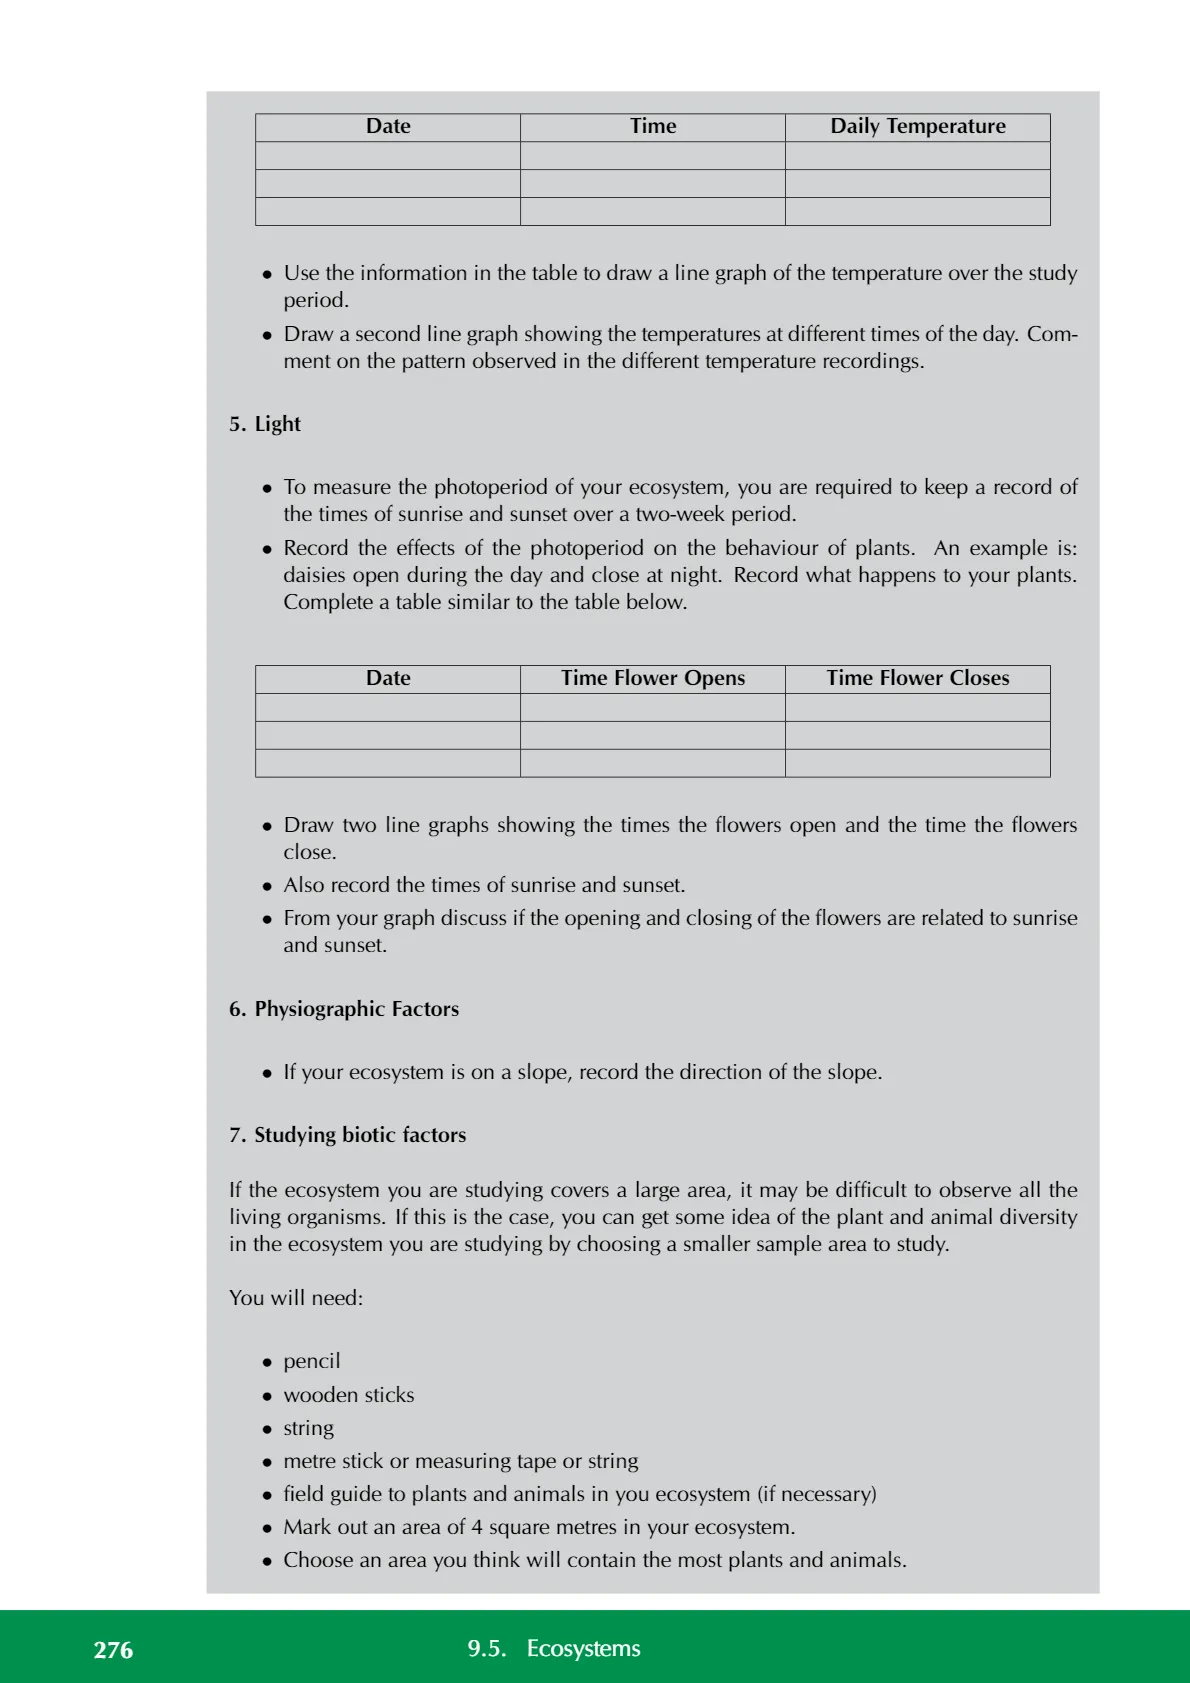 Date Time Daily Temperature
• Use the information in the table to draw a line graph of the temperature over the study
period.
• Draw a second line graph showing the temperatures at different times of the day. Com-
ment on the pattern observed in the different temperature recordings.
5. Light
• To measure the photoperiod of your ecosystem, you are required to keep a record of
the times of sunrise and sunset over a two-week period.
• Record the effects of the photoperiod on the behaviour of plants. An example is:
daisies open during the day and close at night. Record what happens to your plants.
Complete a table similar to the table below.
Date Time Flower Opens Time Flower Closes
• Draw two line graphs showing the times the flowers open and the time the flowers
close.
• Also record the times of sunrise and sunset.
• From your graph discuss if the opening and closing of the flowers are related to sunrise
and sunset.
6. Physiographic Factors
• If your ecosystem is on a slope, record the direction of the slope.
7. Studying biotic factors
If the ecosystem you are studying covers a large area, it may be difficult to observe all the
living organisms. If this is the case, you can get some idea of the plant and animal diversity
in the ecosystem you are studying by choosing a smaller sample area to study.
You will need:
• pencil
• wooden sticks
• string
• metre stick or measuring tape or string
• field guide to plants and animals in you ecosystem (if necessary)
• Mark out an area of 4 square metres in your ecosystem.
• Choose an area you think will contain the most plants and animals.
276 9.5. Ecosystems